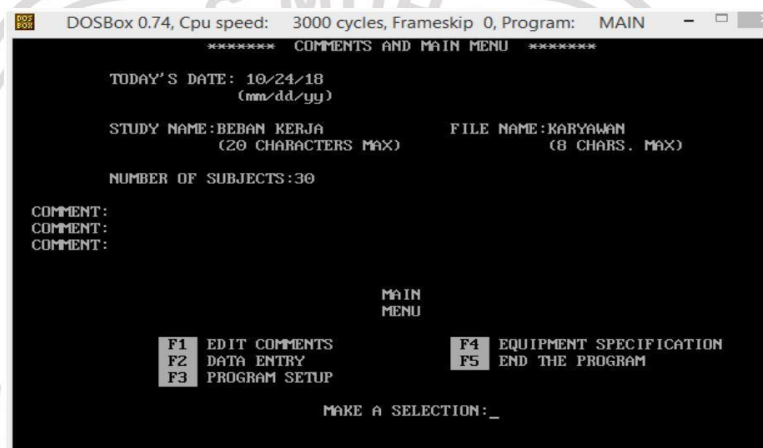 DOSBox 0.74, Cpu speed: 3000 cycles, Frameskip 0, Program: MAIN
******* COMMENTS AND MAIN MENU *******
TODAY'S DATE: 10/24/18
(mm/dd/yy)
STUDY NAME:BEBAN KERJA FILE NAME:KARYAWAN
(20 CHARACTERS MAX) (8 CHARS. MAX)
NUMBER OF SUBJECTS:30
COMMENT:
COMMENT:
COMMENT:
MAIN
MENU
F1 EDIT COMMENTS F4 EQUIPMENT SPECIFICATION
F2 DATA ENTRY F5 END THE PROGRAM
F3 PROGRAM SETUP
MAKE A SELECTION:_